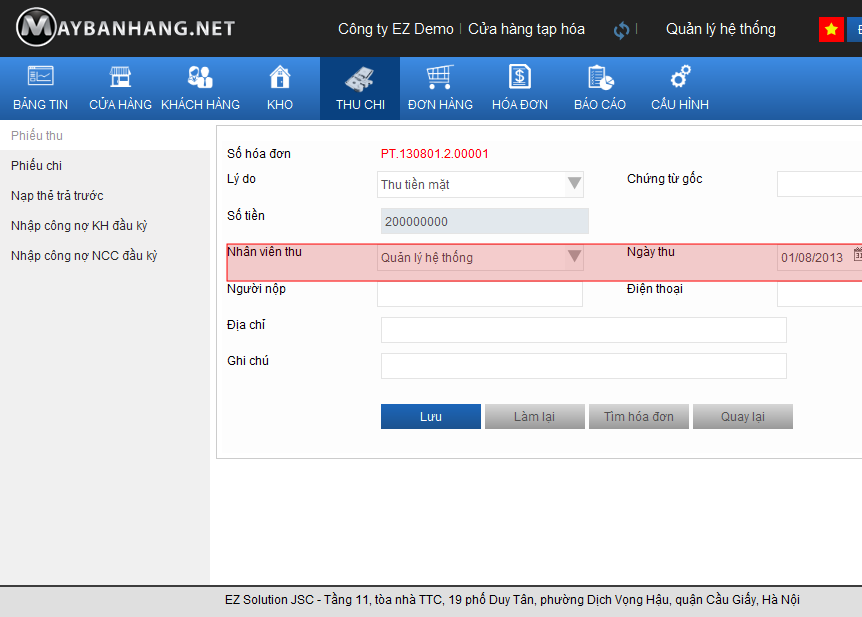 MAYBANHANG.NET
Công ty EZ Demo | Cửa hàng tạp hóa | Quản lý hệ thống
BẢNG TIN CỬA HÀNG KHÁCH HÀNG KHO THU CHI ĐƠN HÀNG HÓA ĐƠN BÁO CÁO CẤU HÌNH
Phiếu thu
Phiếu chi
Nạp thẻ trả trước
Nhập công nợ KH đầu kỳ
Nhập công nợ NCC đầu kỳ
Số hóa đơn PT.130801.2.00001
Lý do Thu tiền mặt Chứng từ gốc
Số tiền 200000000
Nhân viên thu Quản lý hệ thống Ngày thu 01/08/2013
Người nộp Điện thoại
Địa chỉ
Ghi chú
Lưu Làm lại Tìm hóa đơn Quay lại
EZ Solution JSC - Tầng 11, tòa nhà TTC, 19 phố Duy Tân, phường Dịch Vọng Hậu, quận Cầu Giấy, Hà Nội